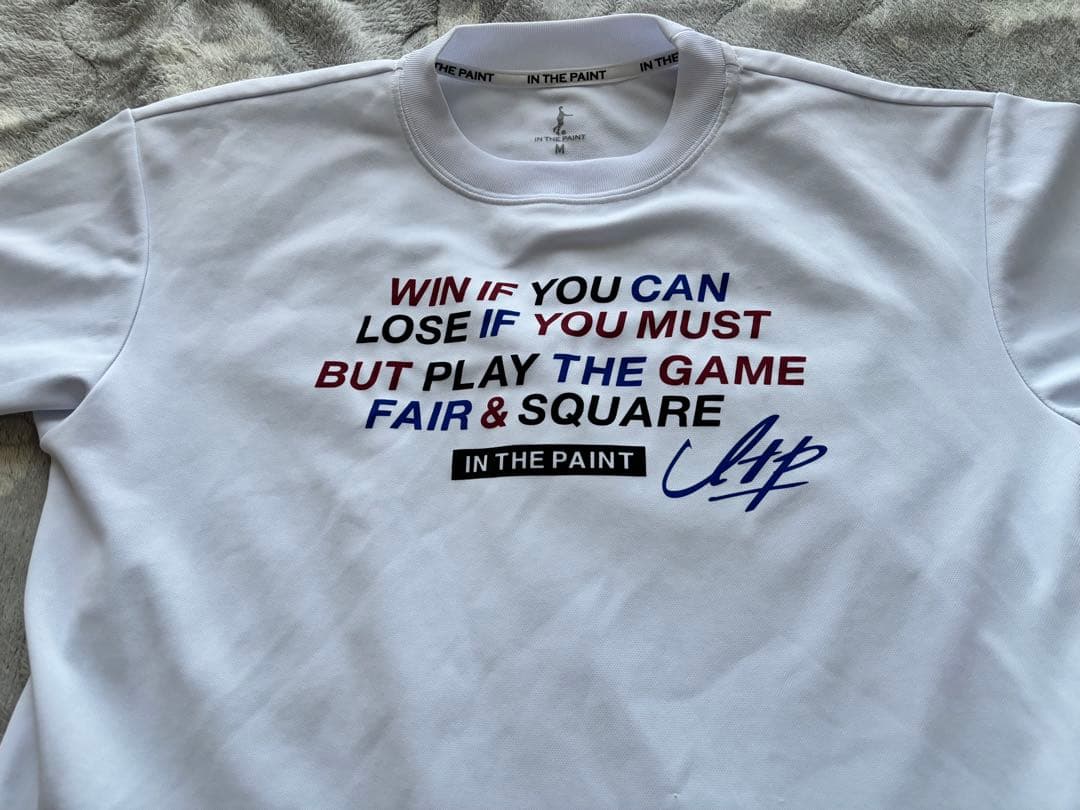 THE PAINT IN THE PAINT IN THE
IN THE PAINT
M
WIN IF YOU CAN
LOSE IF YOU MUST
BUT PLAY THE GAME
FAIR & SQUARE
IN THE PAINT